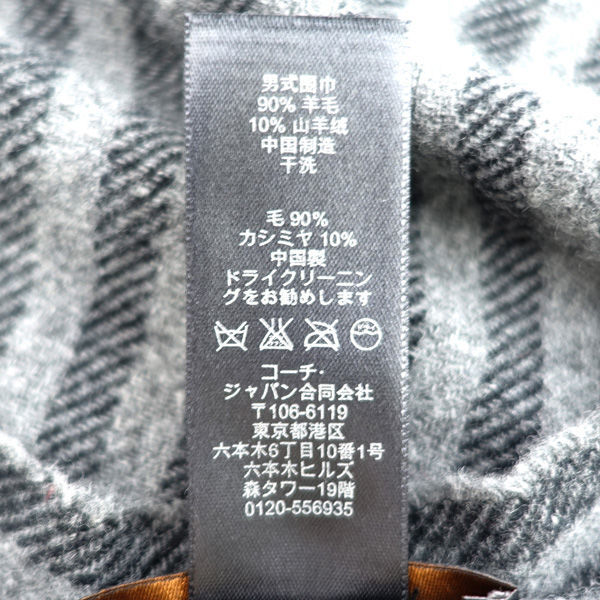 男式围巾
90% 羊毛
10% 山羊绒
中国制造
干洗
毛 90%
カシミヤ 10%
中国製
ドライクリーニン
グをお勧めします
コーチ・
ジャパン合同会社
〒106-6119
東京都港区
六本木6丁目10番1号
六本木ヒルズ
森タワー19階
0120-556935